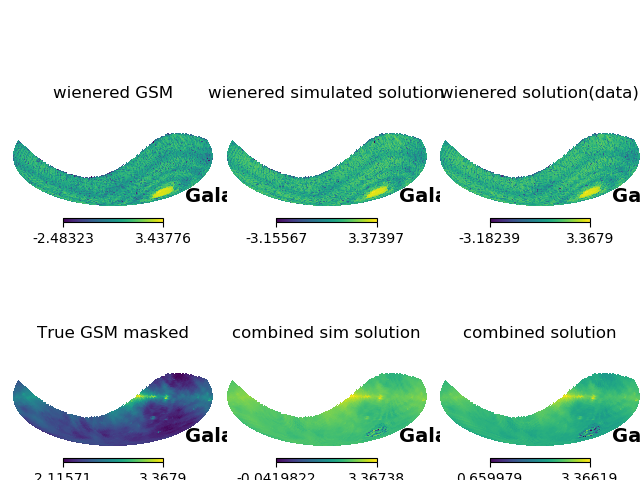 wienered GSM
wienered simulated solution
wienered solution(data)
Gala
Gala
Ga
-2.48323 3.43776
-3.15567 3.37397
-3.18239 3.3679
True GSM masked
combined sim solution
combined solution
Gala
Gala
Ga
2.11571 3.3679
-0.0419822 3.36738
0.659979 3.36619